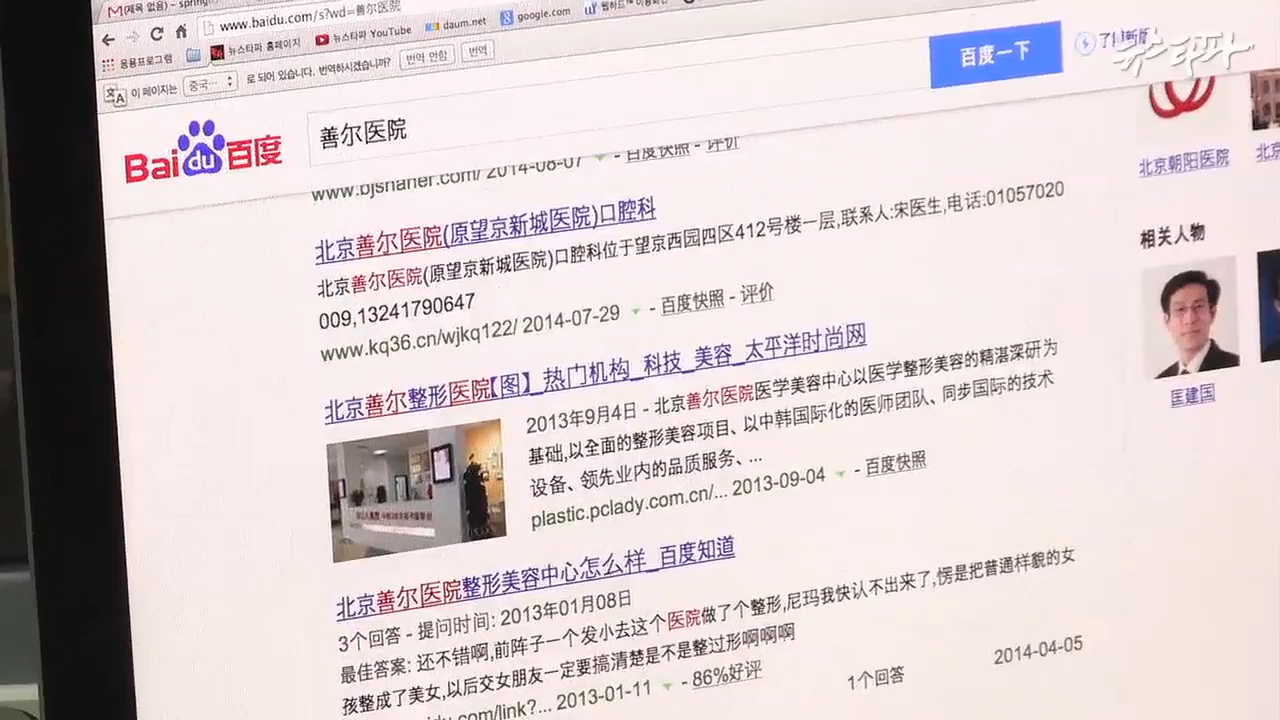 www.baidu.com/s?wd=善尔医院
응용프로그램 뉴스타파 홈페이지 뉴스타파 YouTube daum.net google.com
이 페이지는 중국… 로 되어 있습니다. 번역하시겠습니까? 번역 안함 번역
뉴스타파
Bai du 百度
善尔医院
百度一下
www.bjshaner.com/ 2014-08-07 - 百度快照 - 评价
北京朝阳医院
北京善尔医院(原望京新城医院)口腔科
北京善尔医院(原望京新城医院)口腔科位于望京西园四区412号楼一层,联系人:宋医生,电话:01057020
009,13241790647
www.kq36.cn/wjkq122/ 2014-07-29 - 百度快照 - 评价
相关人物
匡建国
北京善尔整形医院【图】_热门机构_科技_美容_太平洋时尚网
2013年9月4日 - 北京善尔医院医学美容中心以医学整形美容的精湛深研为
基础,以全面的整形美容项目、以中韩国际化的医师团队、同步国际的技术
设备、领先业内的品质服务、...
plastic.pclady.com.cn/... 2013-09-04 - 百度快照
北京善尔医院整形美容中心怎么样_百度知道
3个回答 - 提问时间: 2013年01月08日
最佳答案: 还不错啊,前阵子一个发小去这个医院做了个整形,尼玛我快认不出来了,愣是把普通样貌的女
孩整成了美女,以后交女朋友一定要搞清楚是不是整过形啊啊啊
idu.com/link?... 2013-01-11 - 86%好评
1个回答 2014-04-05